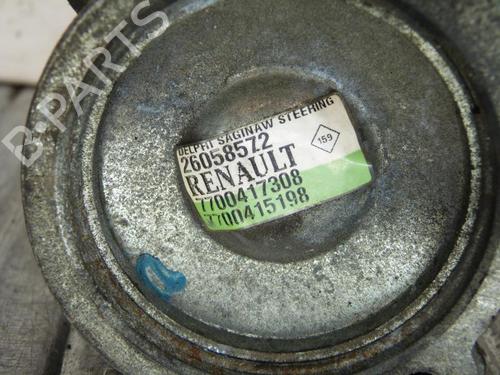 B-PARTS
DELPHI SAGINAW STEERING
26058572
159
RENAULT
7700417308
7700415198